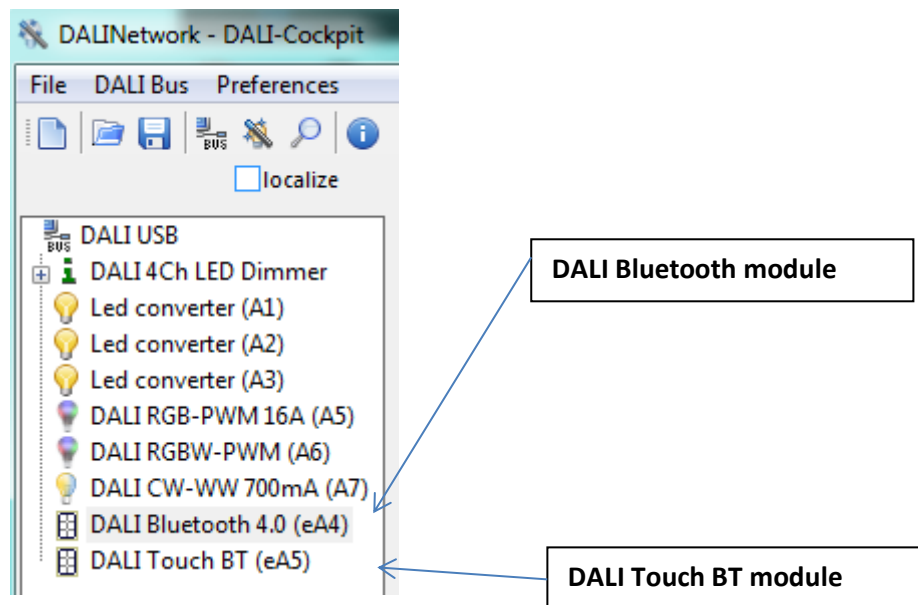 DALINetwork - DALI-Cockpit
File DALI Bus Preferences
BUS
localize
BUS DALI USB
DALI 4Ch LED Dimmer
Led converter (A1)
Led converter (A2)
Led converter (A3)
DALI RGB-PWM 16A (A5)
DALI RGBW-PWM (A6)
DALI CW-WW 700mA (A7)
DALI Bluetooth 4.0 (eA4)
DALI Touch BT (eA5)
DALI Bluetooth module
DALI Touch BT module